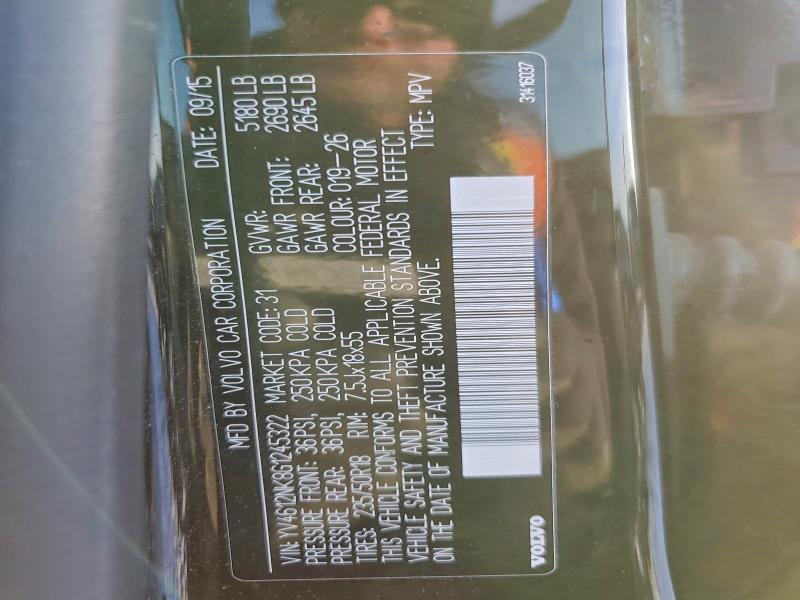 MFD BY VOLVO CAR CORPORATION DATE: 09/15
VIN: YV4612NK8G1245322 MARKET CODE: 31 GVWR: 5180 LB
PRESSURE FRONT: 36PSI, 250KPA COLD GAWR FRONT: 2690 LB
PRESSURE REAR: 36PSI, 250KPA COLD GAWR REAR: 2645 LB
TIRES: 235/50R18 RIM: 7.5Jx18x55 COLOUR: 019-26
THIS VEHICLE CONFORMS TO ALL APPLICABLE FEDERAL MOTOR
VEHICLE SAFETY AND THEFT PREVENTION STANDARDS IN EFFECT
ON THE DATE OF MANUFACTURE SHOWN ABOVE. TYPE: MPV
VOLVO 31416037